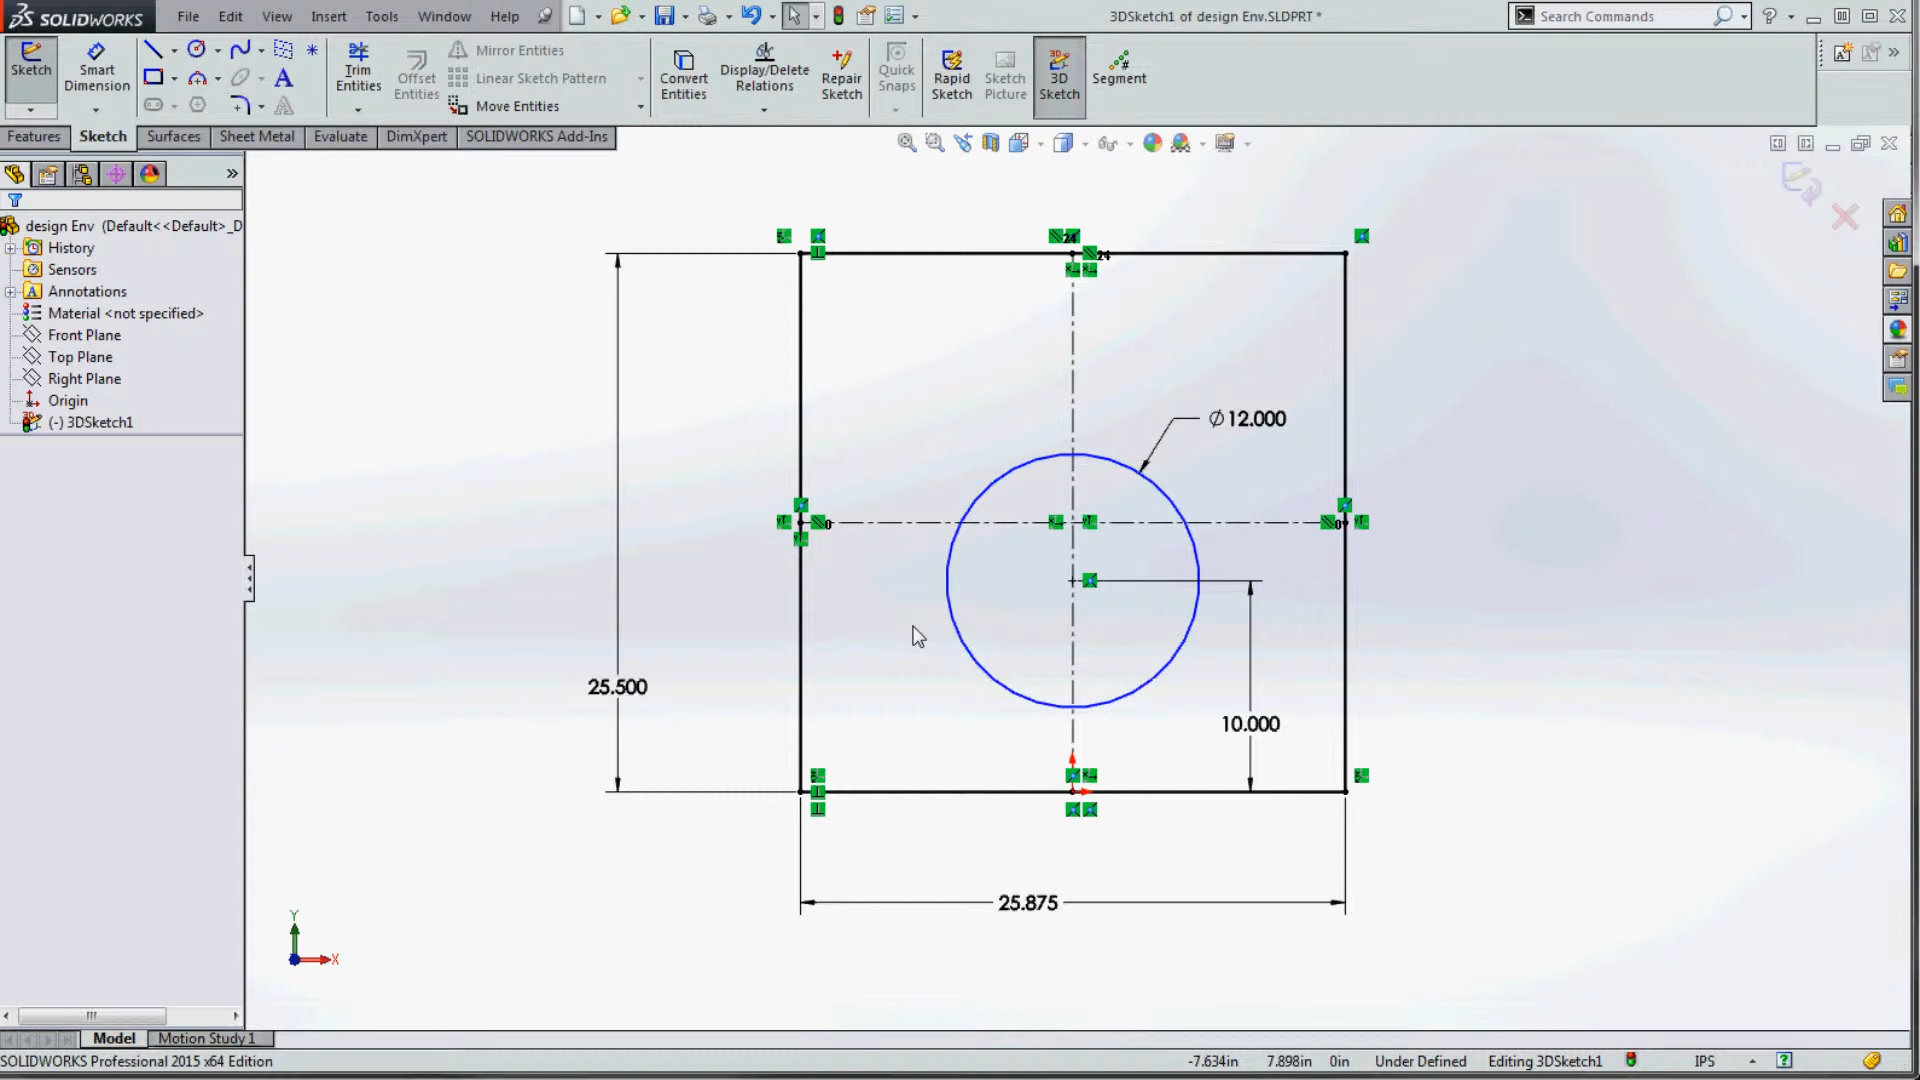 SOLIDWORKS File Edit View Insert Tools Window Help 3DSketch1 of design Env.SLDPRT * Search Commands ?
Sketch Smart Dimension Trim Entities Offset Entities Mirror Entities Linear Sketch Pattern Move Entities Convert Entities Display/Delete Relations Repair Sketch Quick Snaps Rapid Sketch Sketch Picture 3D Sketch Segment
Features Sketch Surfaces Sheet Metal Evaluate DimXpert SOLIDWORKS Add-Ins
design Env (Default<<Default>_D
History
Sensors
Annotations
Material <not specified>
Front Plane
Top Plane
Right Plane
Origin
(-) 3DSketch1
24
24
∅12.000
0
0
25.500
10.000
25.875
Y
X
Model Motion Study 1
SOLIDWORKS Professional 2015 x64 Edition -7.634in 7.898in 0in Under Defined Editing 3DSketch1 IPS ?